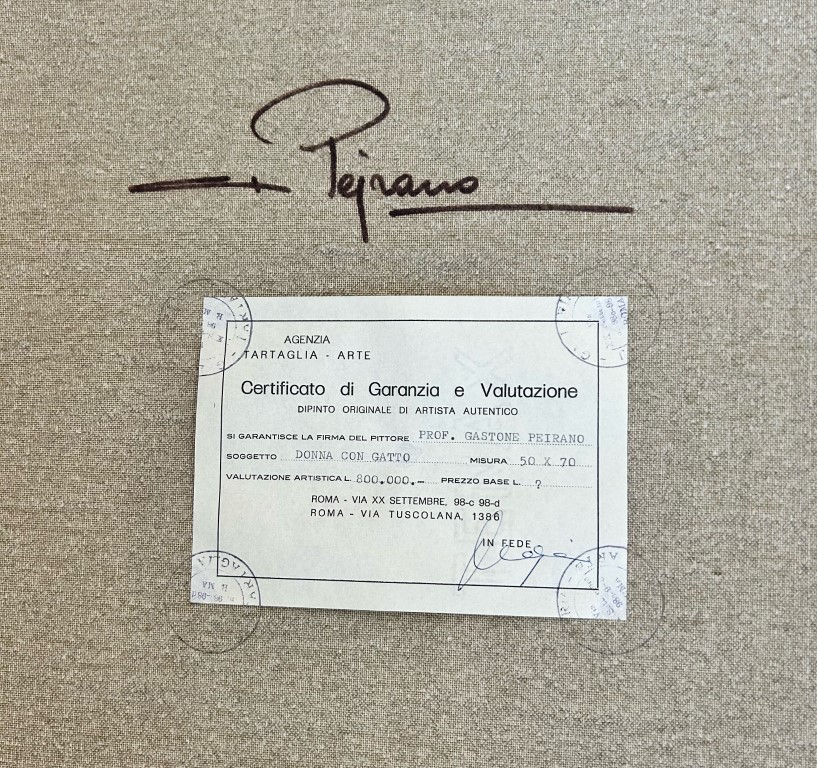 Pejrano
AGENZIA
TARTAGLIA - ARTE
Certificato di Garanzia e Valutazione
DIPINTO ORIGINALE DI ARTISTA AUTENTICO
SI GARANTISCE LA FIRMA DEL PITTORE PROF. GASTONE PEIRANO
SOGGETTO DONNA CON GATTO MISURA 50 X 70
VALUTAZIONE ARTISTICA L. 800.000.- PREZZO BASE L. ?
ROMA - VIA XX SETTEMBRE, 98-c 98-d
ROMA - VIA TUSCOLANA, 1386
IN FEDE